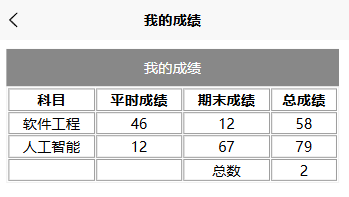 我的成绩
我的成绩
科目 平时成绩 期末成绩 总成绩
软件工程 46 12 58
人工智能 12 67 79
总数 2